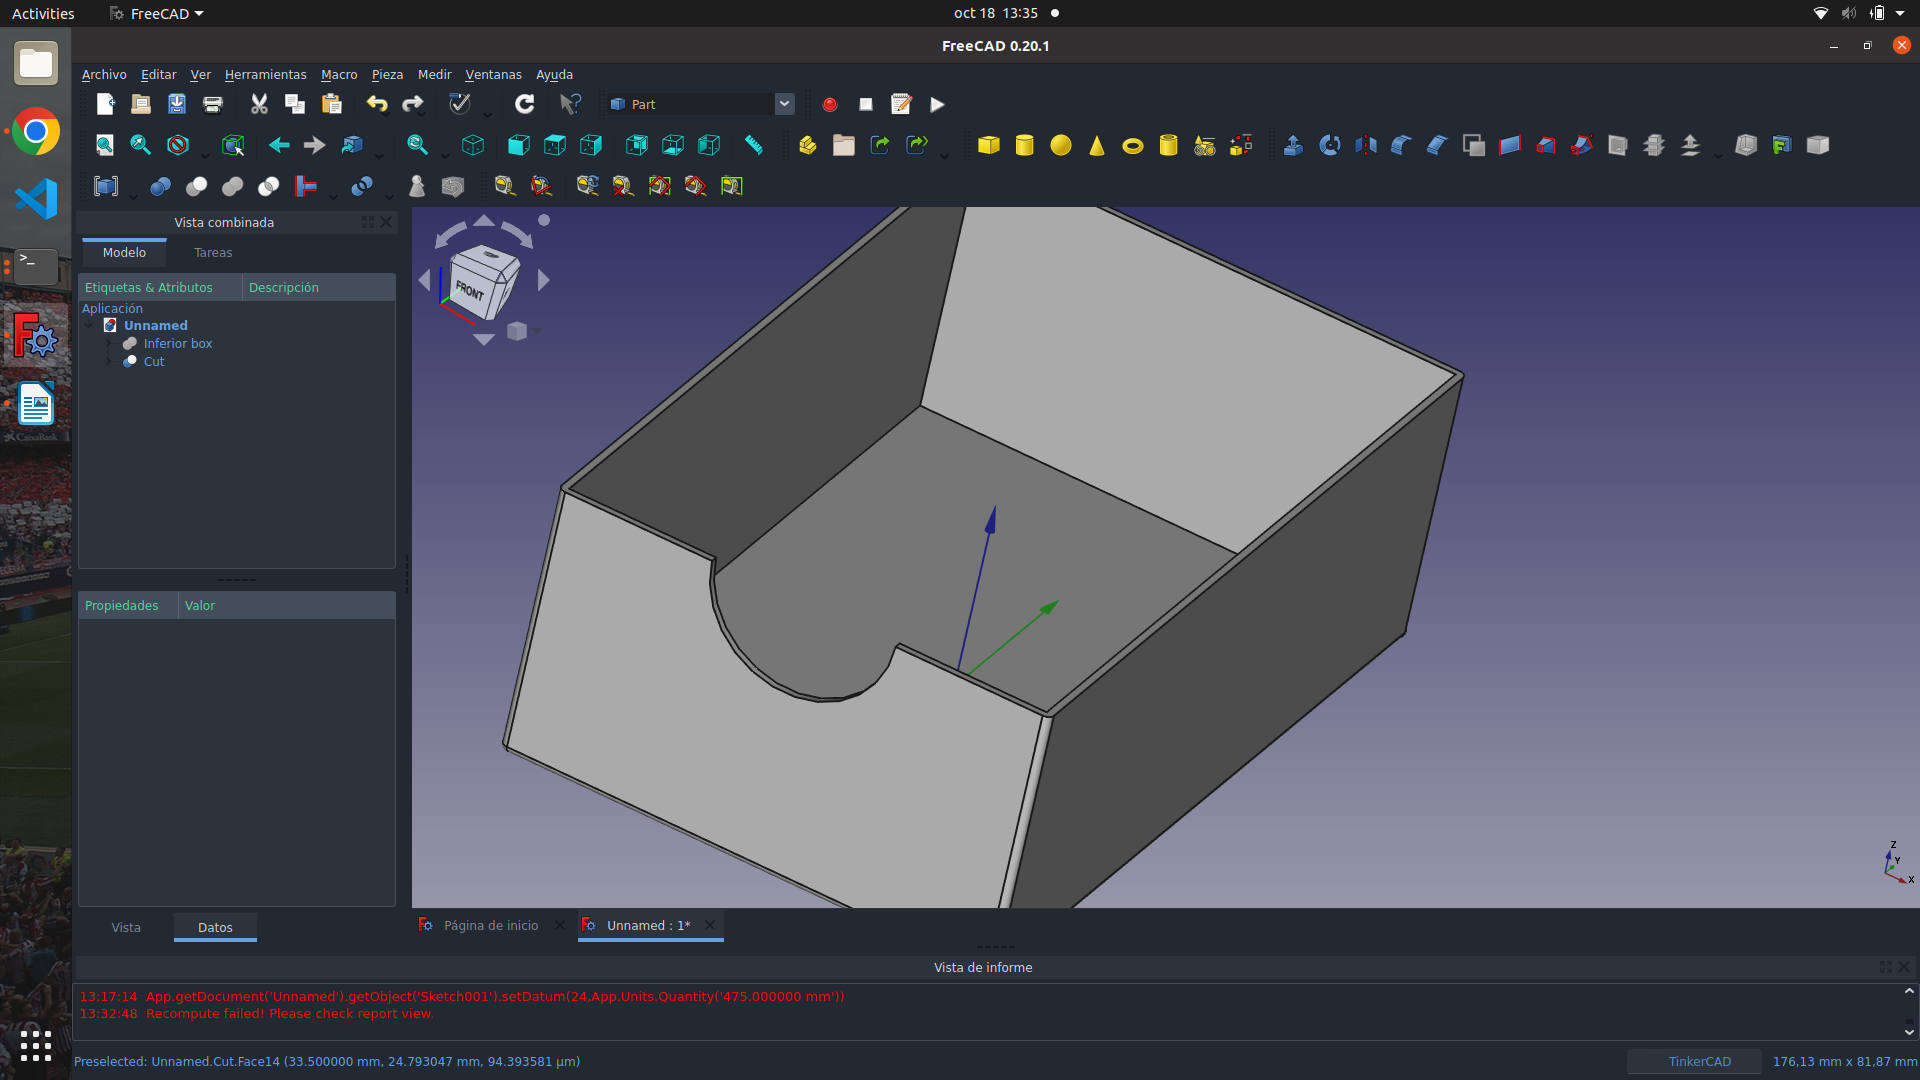 Activities FreeCAD oct 18 13:35
FreeCAD 0.20.1
Archivo Editar Ver Herramientas Macro Pieza Medir Ventanas Ayuda
Part
Vista combinada
Modelo Tareas
Etiquetas & Atributos Descripción
Aplicación
Unnamed
Inferior box
Cut
FRONT
Propiedades Valor
Z
Y
X
Vista Datos
Página de inicio Unnamed : 1*
Vista de informe
13:17:14 App.getDocument('Unnamed').getObject('Sketch001').setDatum(24,App.Units.Quantity('475.000000 mm'))
13:32:48 Recompute failed! Please check report view.
Preselected: Unnamed.Cut.Face14 (33.500000 mm, 24.793047 mm, 94.393581 µm) TinkerCAD 176,13 mm x 81,87 mm
CaixaBank